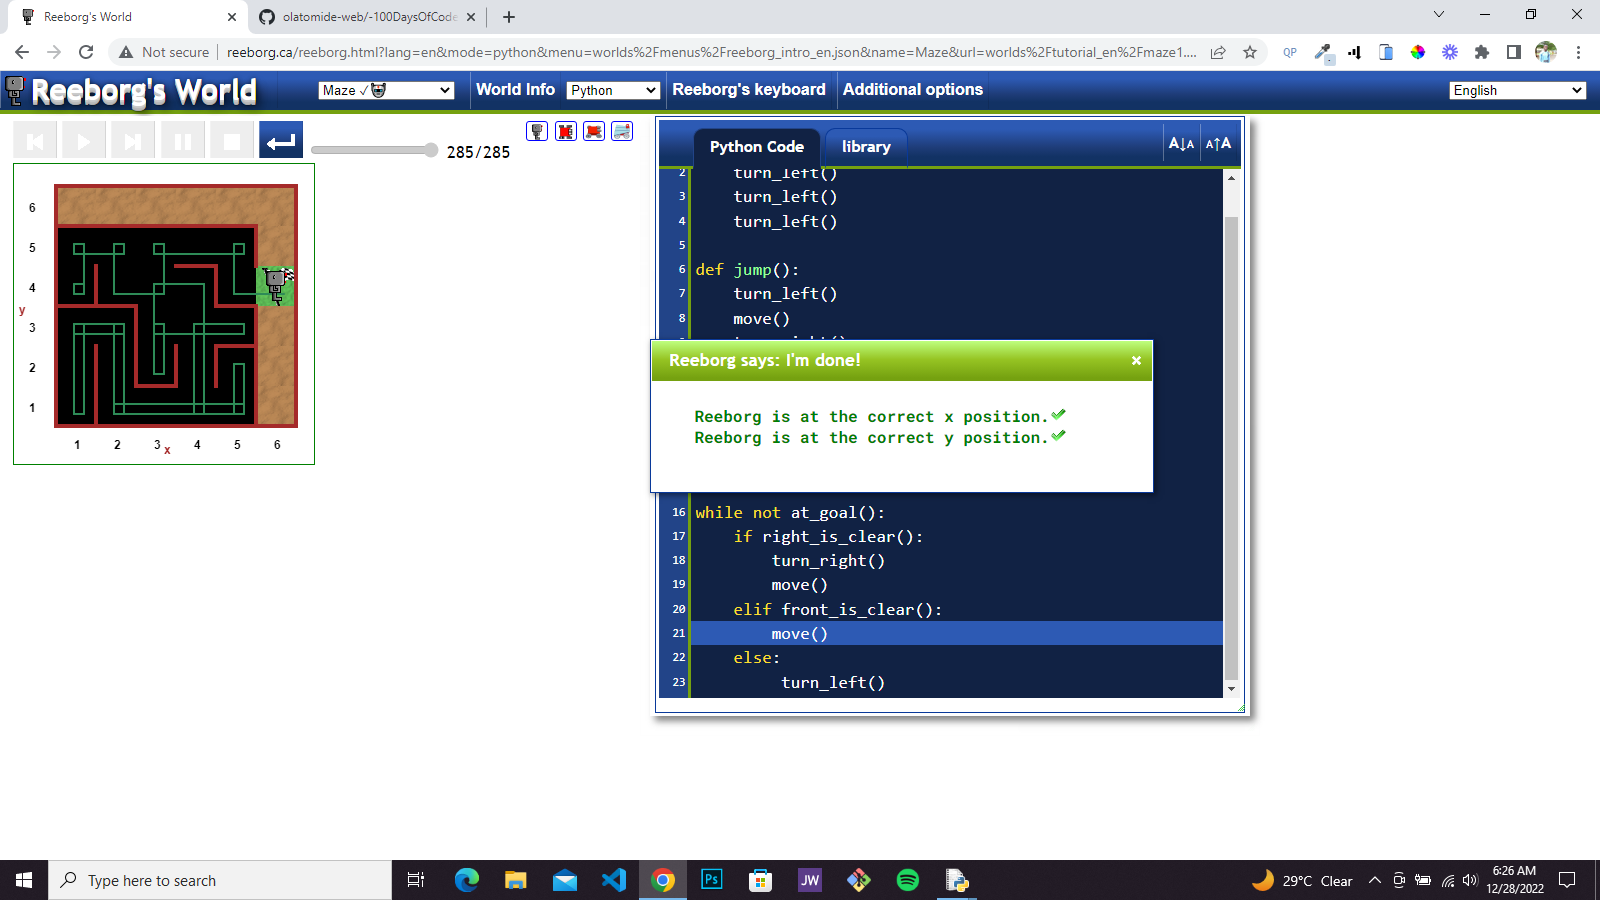 Reeborg's World
olatomide-web/-100DaysOfCode
Not secure
reeborg.ca/reeborg.html?lang=en&mode=python&menu=worlds%2Fmenus%2Freeborg_intro_en.json&name=Maze&url=worlds%2Ftutorial_en%2Fmaze1....
QP
Reeborg's World
Maze ✓
World Info
Python
Reeborg's keyboard
Additional options
English
285/285
6
5
4
y
3
2
1
1 2 3 x 4 5 6
Python Code
library
A↓A
A↑A
2 turn_left()
3 turn_left()
4 turn_left()
5
6 def jump():
7 turn_left()
8 move()
Reeborg says: I'm done!
×
Reeborg is at the correct x position.
Reeborg is at the correct y position.
16 while not at_goal():
17 if right_is_clear():
18 turn_right()
19 move()
20 elif front_is_clear():
21 move()
22 else:
23 turn_left()
Type here to search
Ps
JW
29°C Clear
6:26 AM
12/28/2022